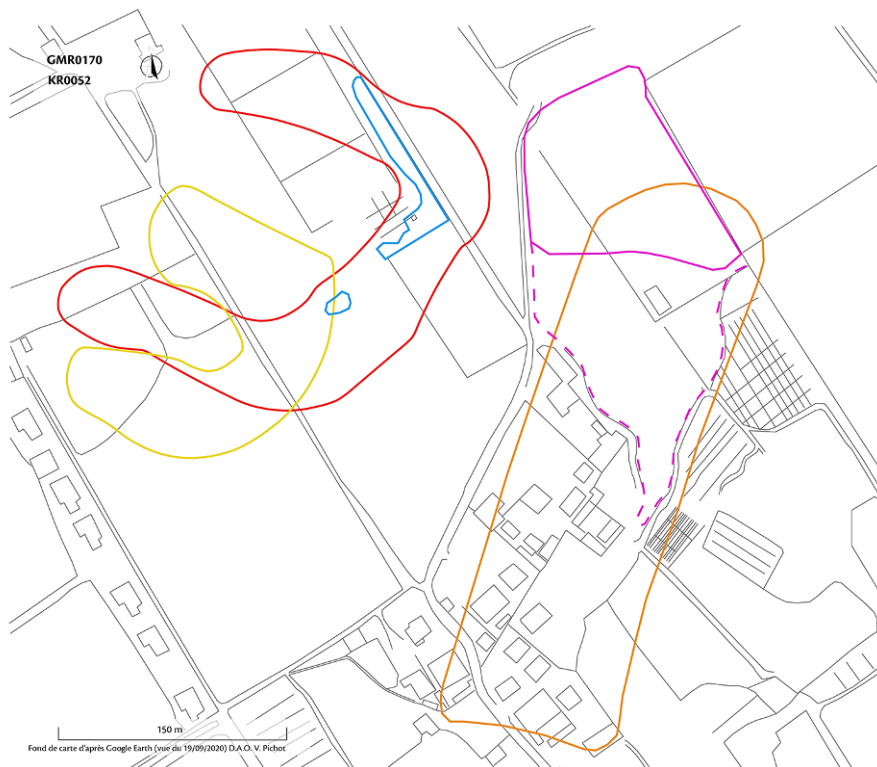 GMR0170
KR0052
150 m
Fond de carte d'après Google Earth (vue du 19/09/2020) D.A.O. V. Pichot